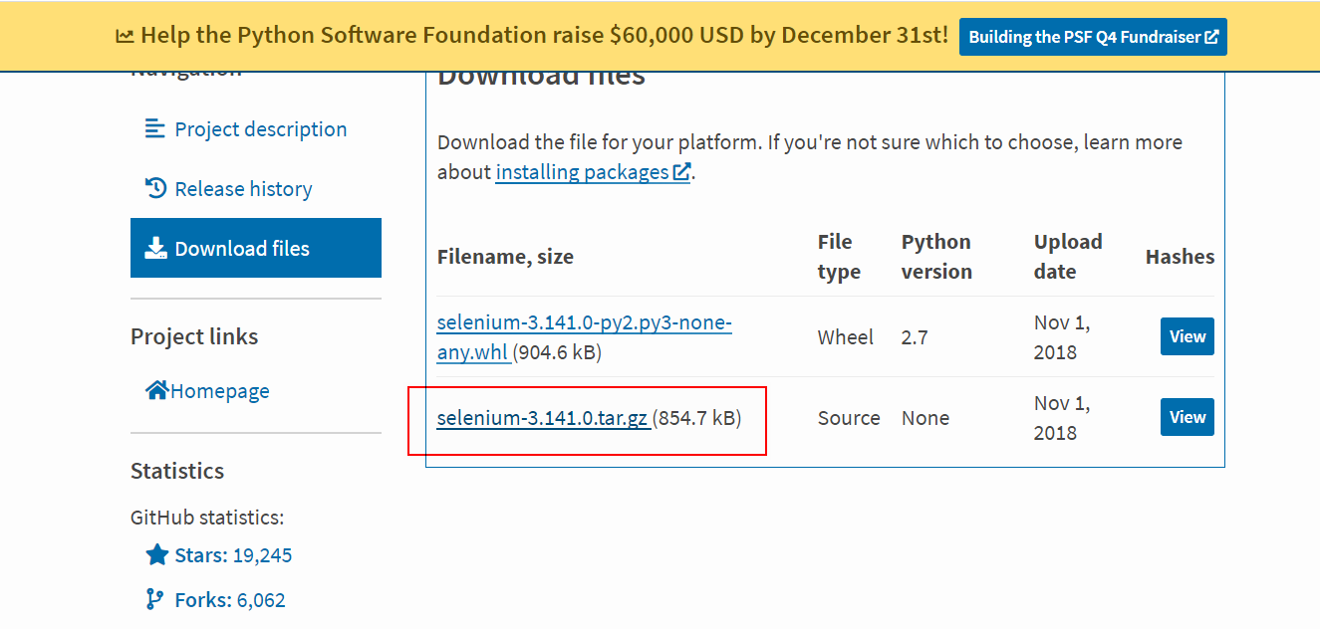 Help the Python Software Foundation raise $60,000 USD by December 31st!
Building the PSF Q4 Fundraiser
Navigation
Project description
Release history
Download files
Project links
Homepage
Statistics
GitHub statistics:
Stars: 19,245
Forks: 6,062
Download files
Download the file for your platform. If you're not sure which to choose, learn more
about installing packages.
Filename, size
File
type
Python
version
Upload
date
Hashes
selenium-3.141.0-py2.py3-none-
any.whl (904.6 kB)
Wheel
2.7
Nov 1,
2018
View
selenium-3.141.0.tar.gz (854.7 kB)
Source
None
Nov 1,
2018
View